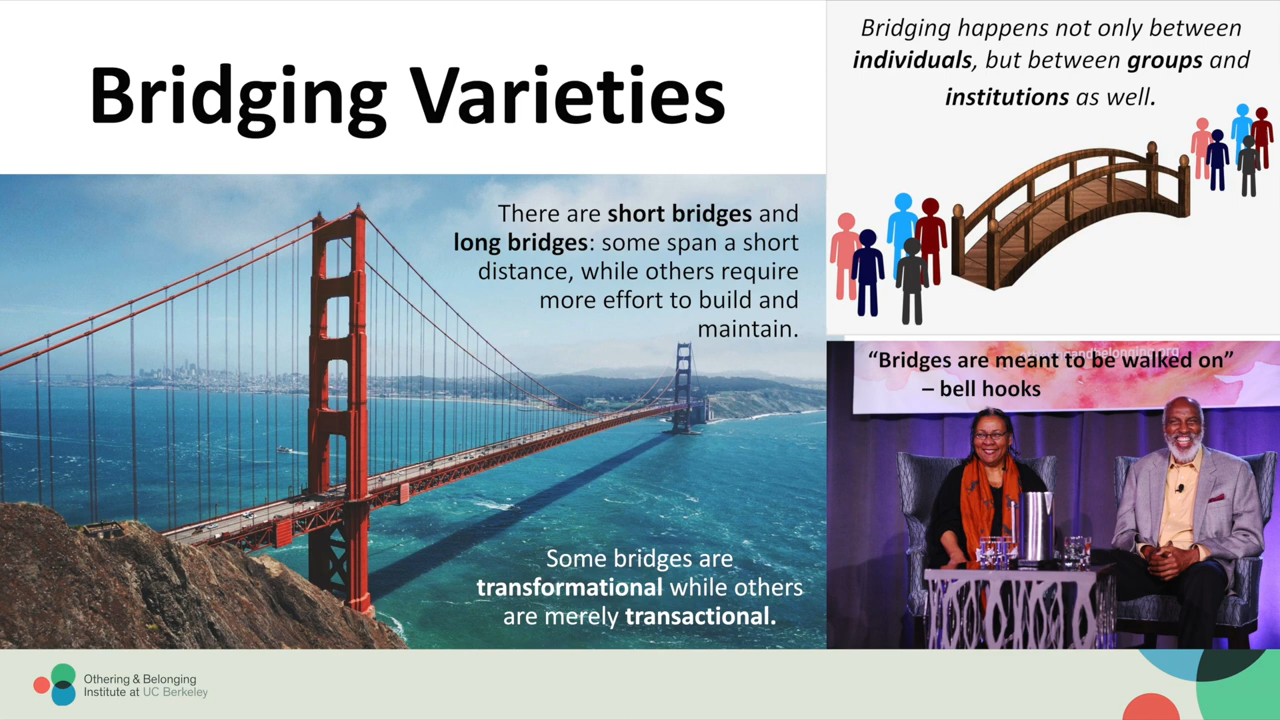 Bridging Varieties
There are short bridges and
long bridges: some span a short
distance, while others require
more effort to build and
maintain.
Some bridges are
transformational while others
are merely transactional.
Bridging happens not only between
individuals, but between groups and
institutions as well.
“Bridges are meant to be walked on”
– bell hooks
Othering & Belonging
Institute at UC Berkeley